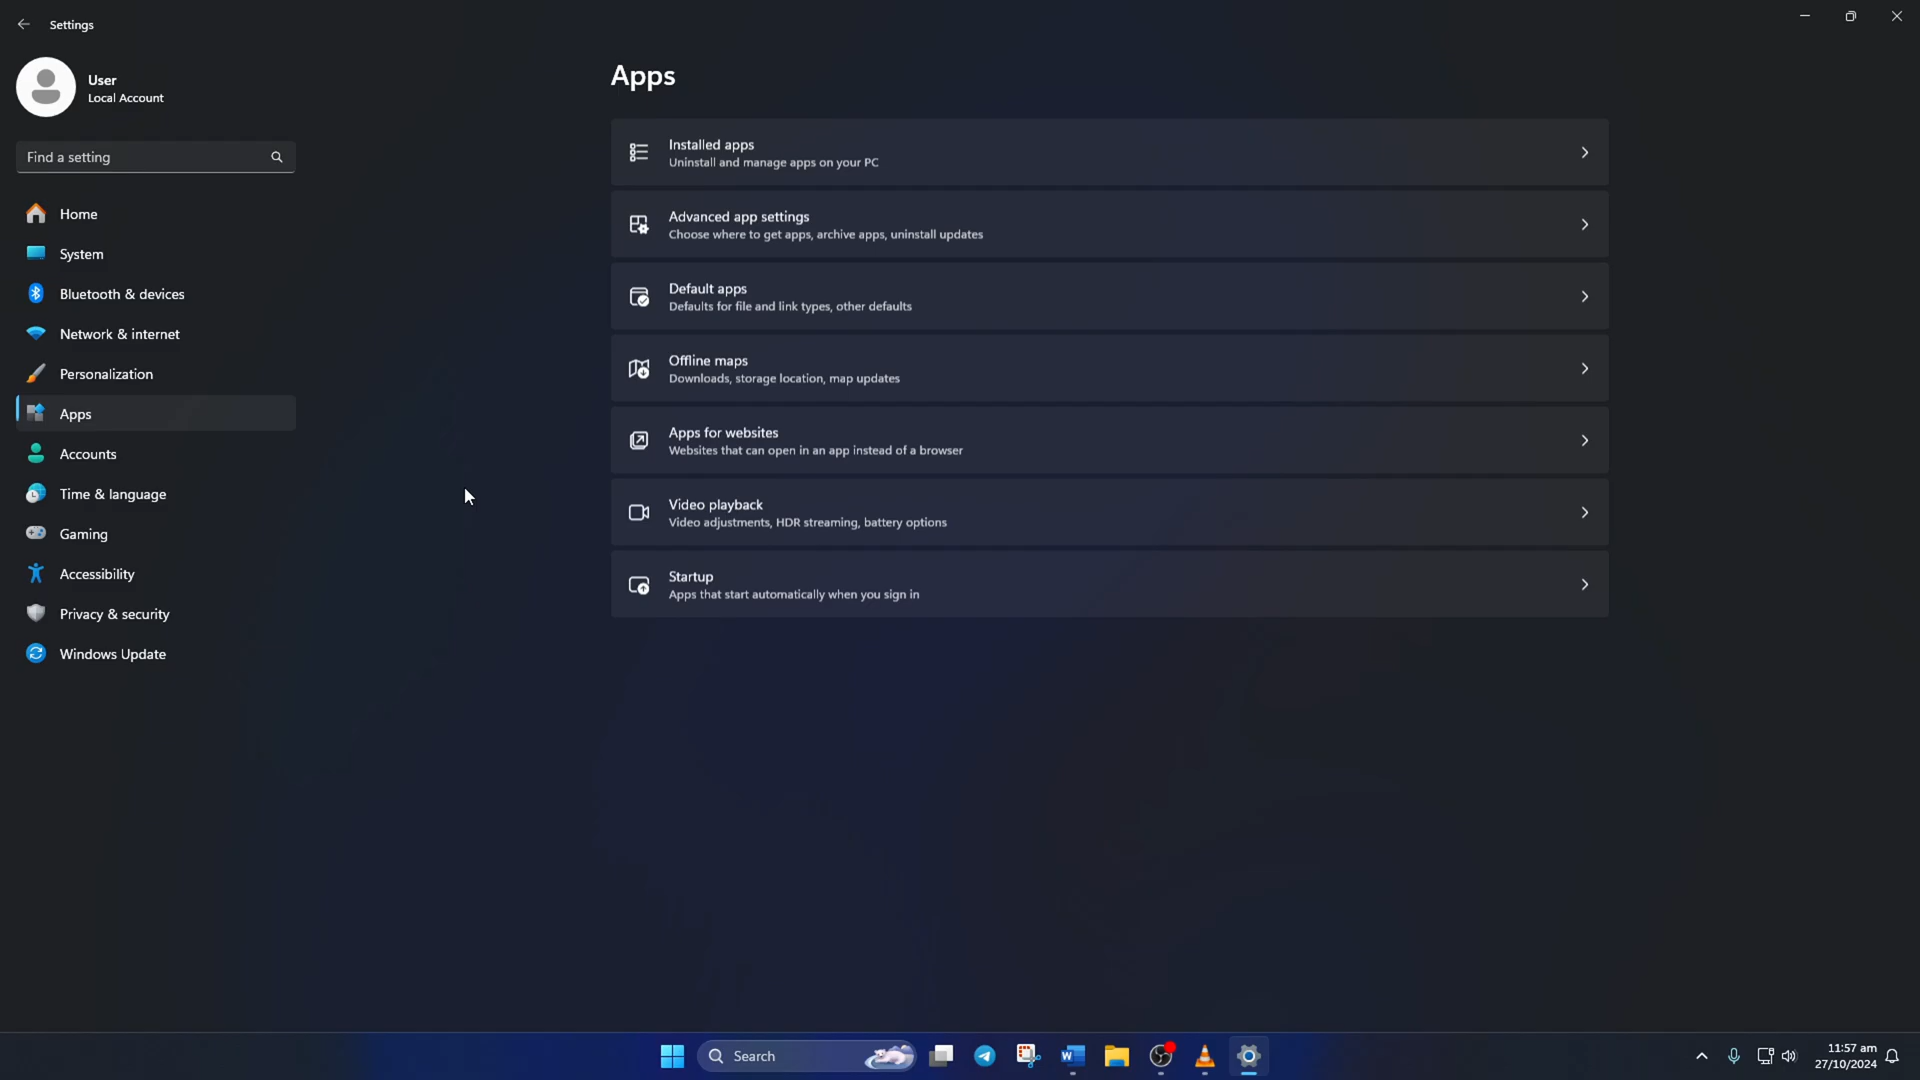 Settings
User
Local Account
Find a setting
Home
System
Bluetooth & devices
Network & internet
Personalization
Apps
Accounts
Time & language
Gaming
Accessibility
Privacy & security
Windows Update
Apps
Installed apps
Uninstall and manage apps on your PC
Advanced app settings
Choose where to get apps, archive apps, uninstall updates
Default apps
Defaults for file and link types, other defaults
Offline maps
Downloads, storage location, map updates
Apps for websites
Websites that can open in an app instead of a browser
Video playback
Video adjustments, HDR streaming, battery options
Startup
Apps that start automatically when you sign in
Search
11:57 am
27/10/2024